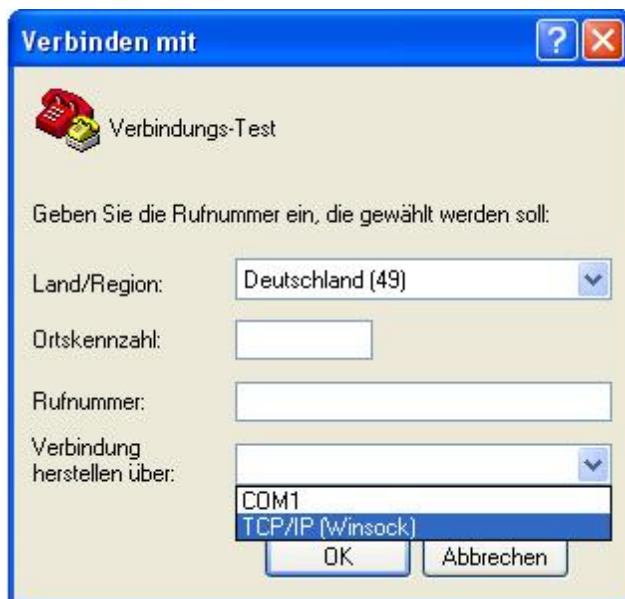 Verbinden mit
Verbindungs-Test
Geben Sie die Rufnummer ein, die gewählt werden soll:
Land/Region: Deutschland (49)
Ortskennzahl:
Rufnummer:
Verbindung
herstellen über:
COM1
TCP/IP (Winsock)
OK Abbrechen